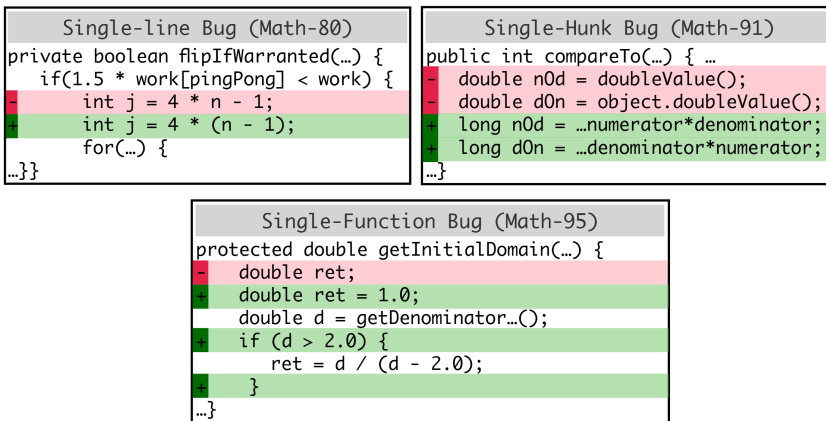 Single-line Bug (Math-80)
private boolean flipIfWarranted(…) {
if(1.5 * work[pingPong] < work) {
- int j = 4 * n - 1;
+ int j = 4 * (n - 1);
for(…) {
…}}
Single-Hunk Bug (Math-91)
public int compareTo(…) { …
- double nOd = doubleValue();
- double dOn = object.doubleValue();
+ long nOd = …numerator*denominator;
+ long dOn = …denominator*numerator;
…}
Single-Function Bug (Math-95)
protected double getInitialDomain(…) {
- double ret;
+ double ret = 1.0;
double d = getDenominator…();
+ if (d > 2.0) {
ret = d / (d - 2.0);
+ }
…}